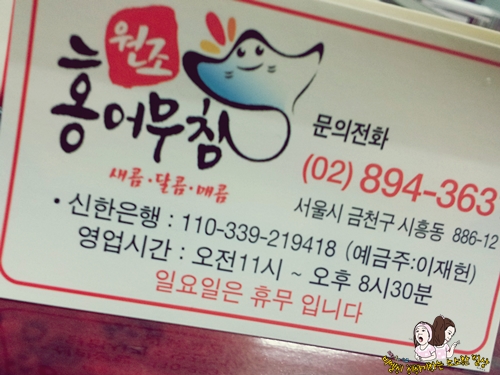 원조
홍어무침
새콤·달콤·매콤
문의전화
(02) 894-363
서울시 금천구 시흥동 886-12
• 신한은행 : 110-339-219418 (예금주:이재헌)
영업시간 : 오전11시 ~ 오후 8시30분
일요일은 휴무 입니다